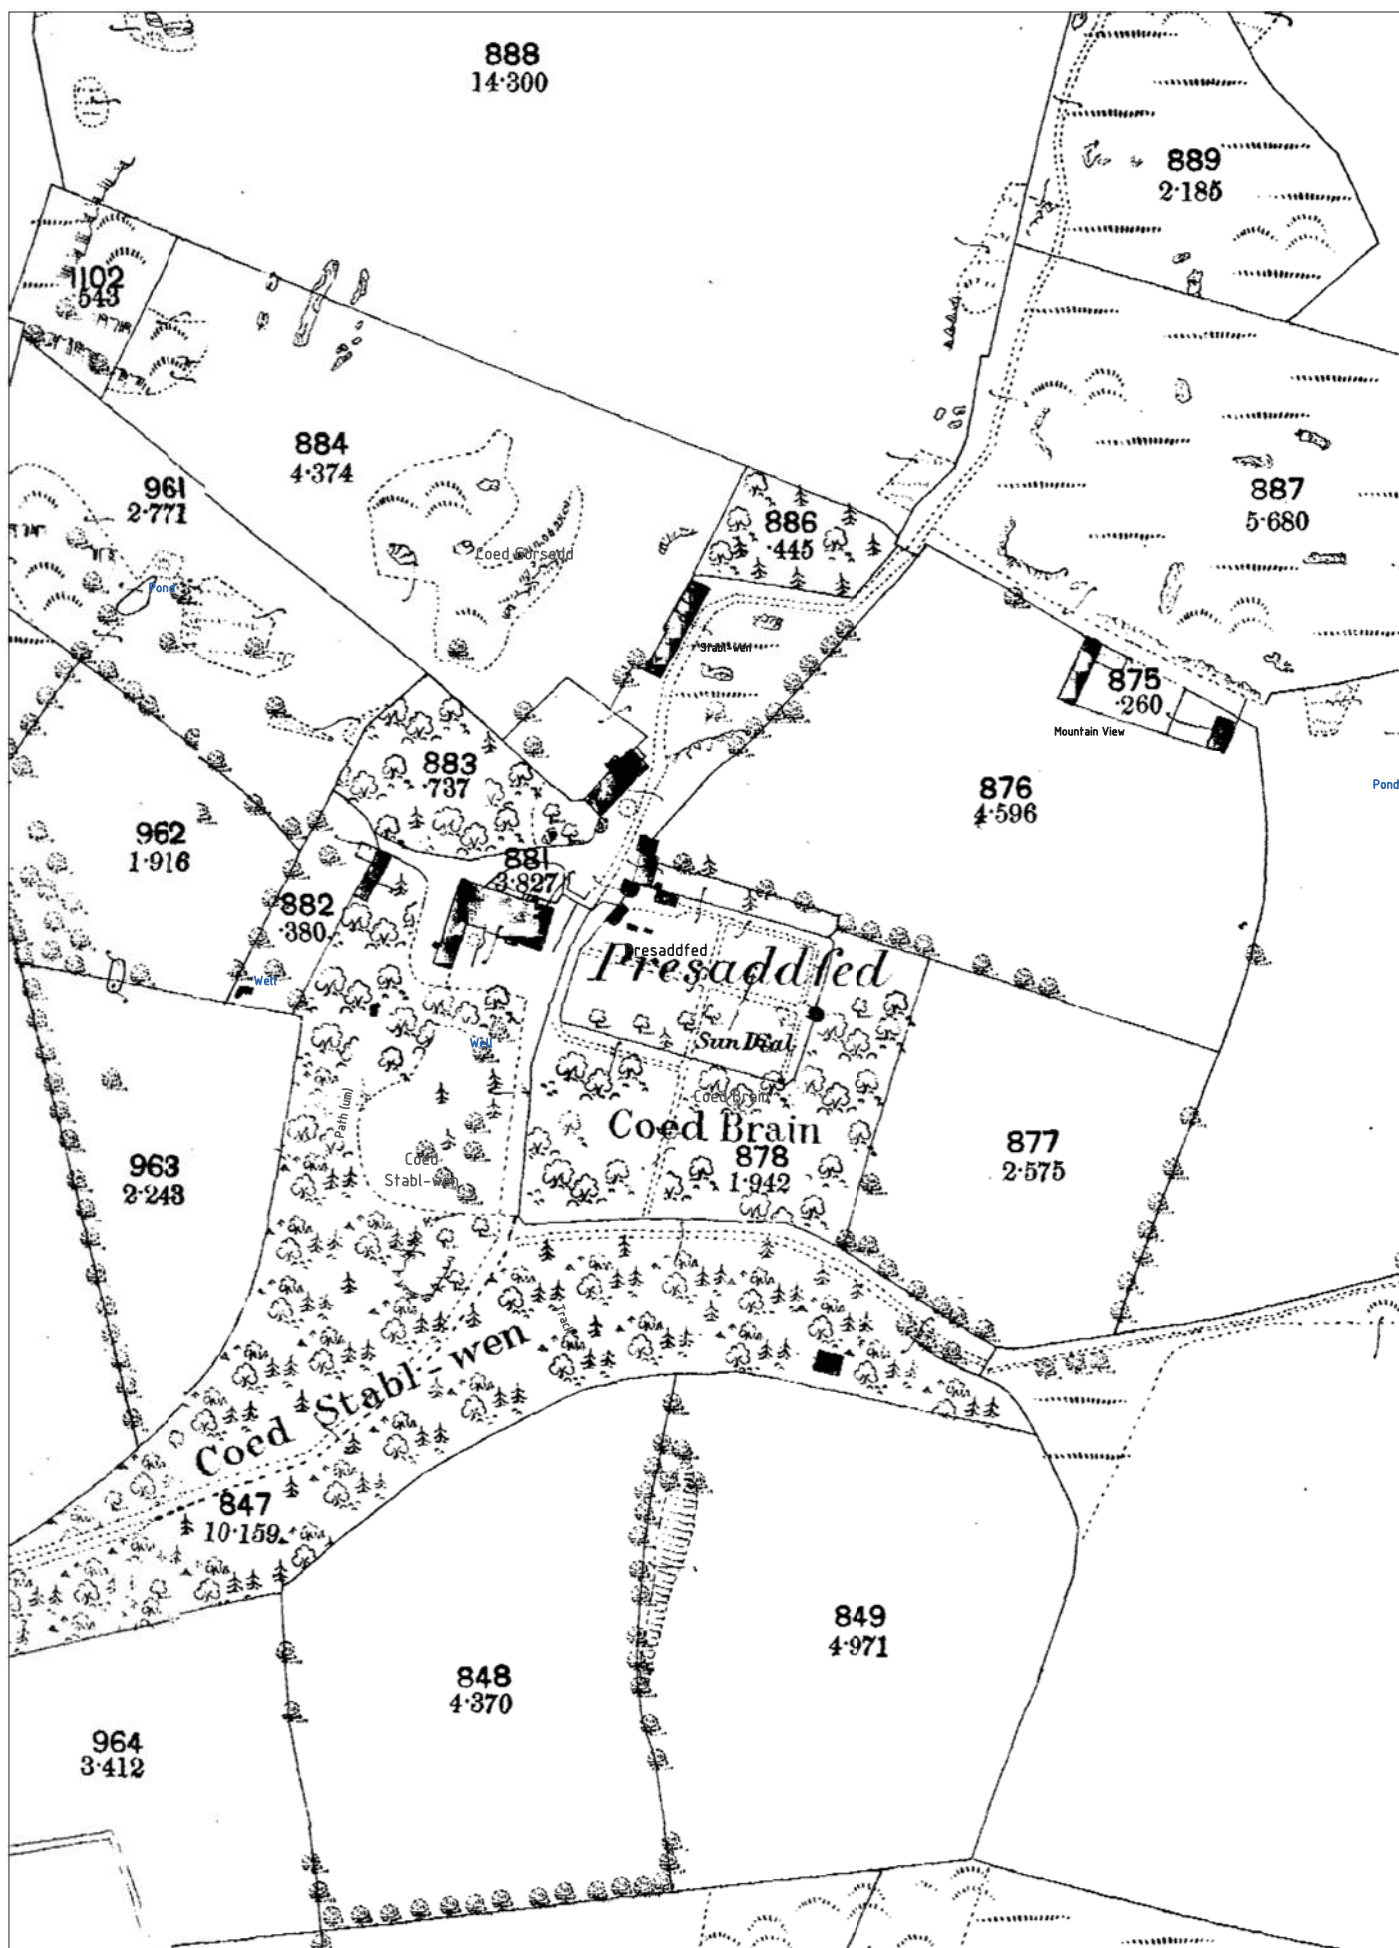 888
14·300
889
2·185
1102
543
884
4·374
961
2·771
886
·445
887
5·680
Coed Gorsedd
Pond
Stabl-wen
875
·260
Mountain View
883
·737
876
4·596
Pond
962
1·916
881
3·827
882
·380
Presaddfed
Presaddfed
Well
Well
Sun Dial
Path (um)
Coed Brain
Coed Brain
878
1·942
877
2·575
963
2·243
Coed
Stabl-wen
Track
Coed Stabl-wen
847
10·159
849
4·971
848
4·370
964
3·412